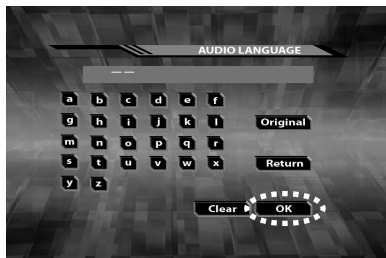 AUDIO LANGUAGE
_ _
a b c d e f
g h i j k l Original
m n o p q r
s t u v w x Return
y z
Clear OK